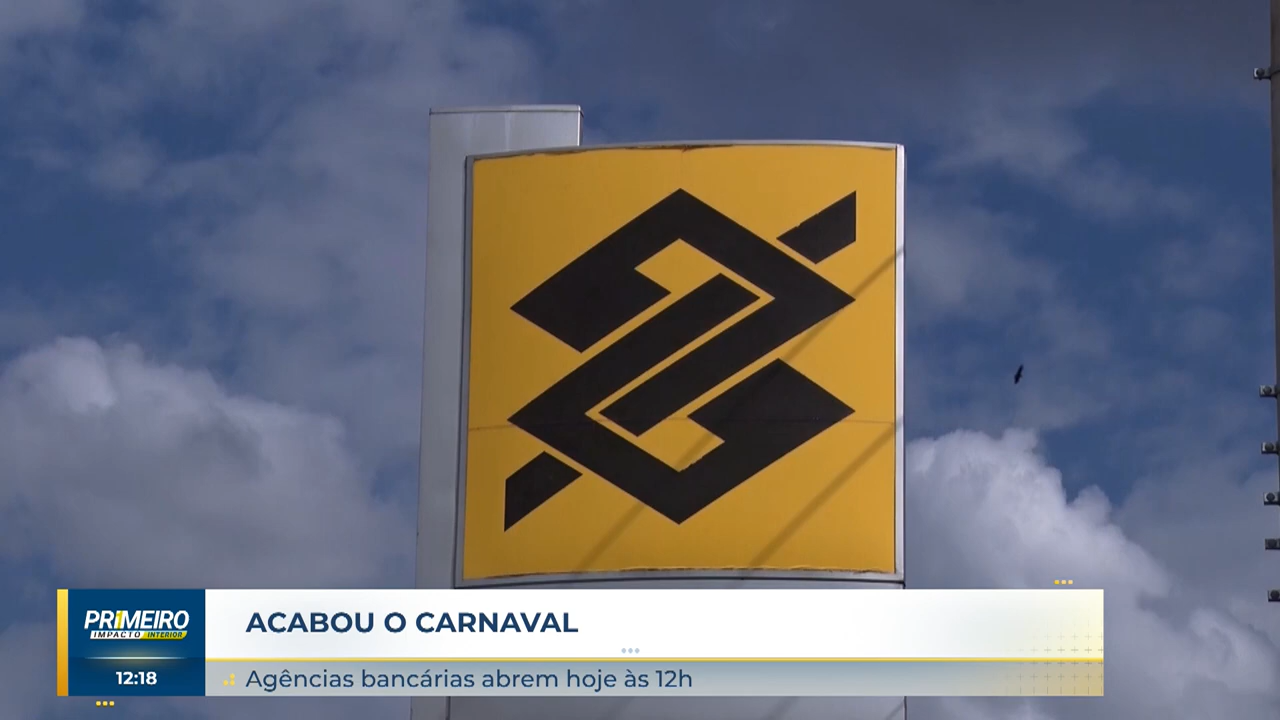 ACABOU O CARNAVAL
PRIMEIRO
IMPACTO INTERIOR
12:18
Agências bancárias abrem hoje às 12h